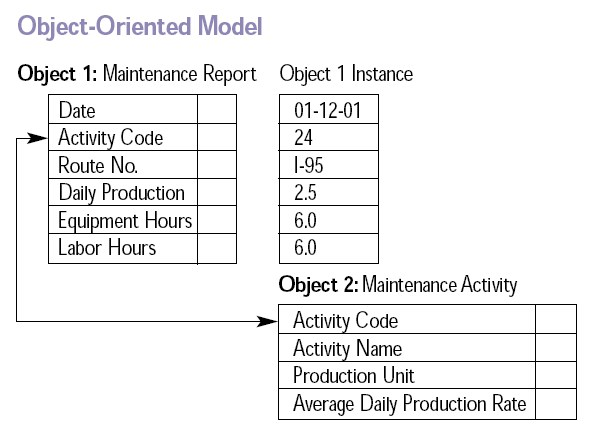 Object-Oriented Model
Object 1: Maintenance Report
Object 1 Instance
Date
01-12-01
Activity Code
24
Route No.
I-95
Daily Production
2.5
Equipment Hours
6.0
Labor Hours
6.0
Object 2: Maintenance Activity
Activity Code
Activity Name
Production Unit
Average Daily Production Rate